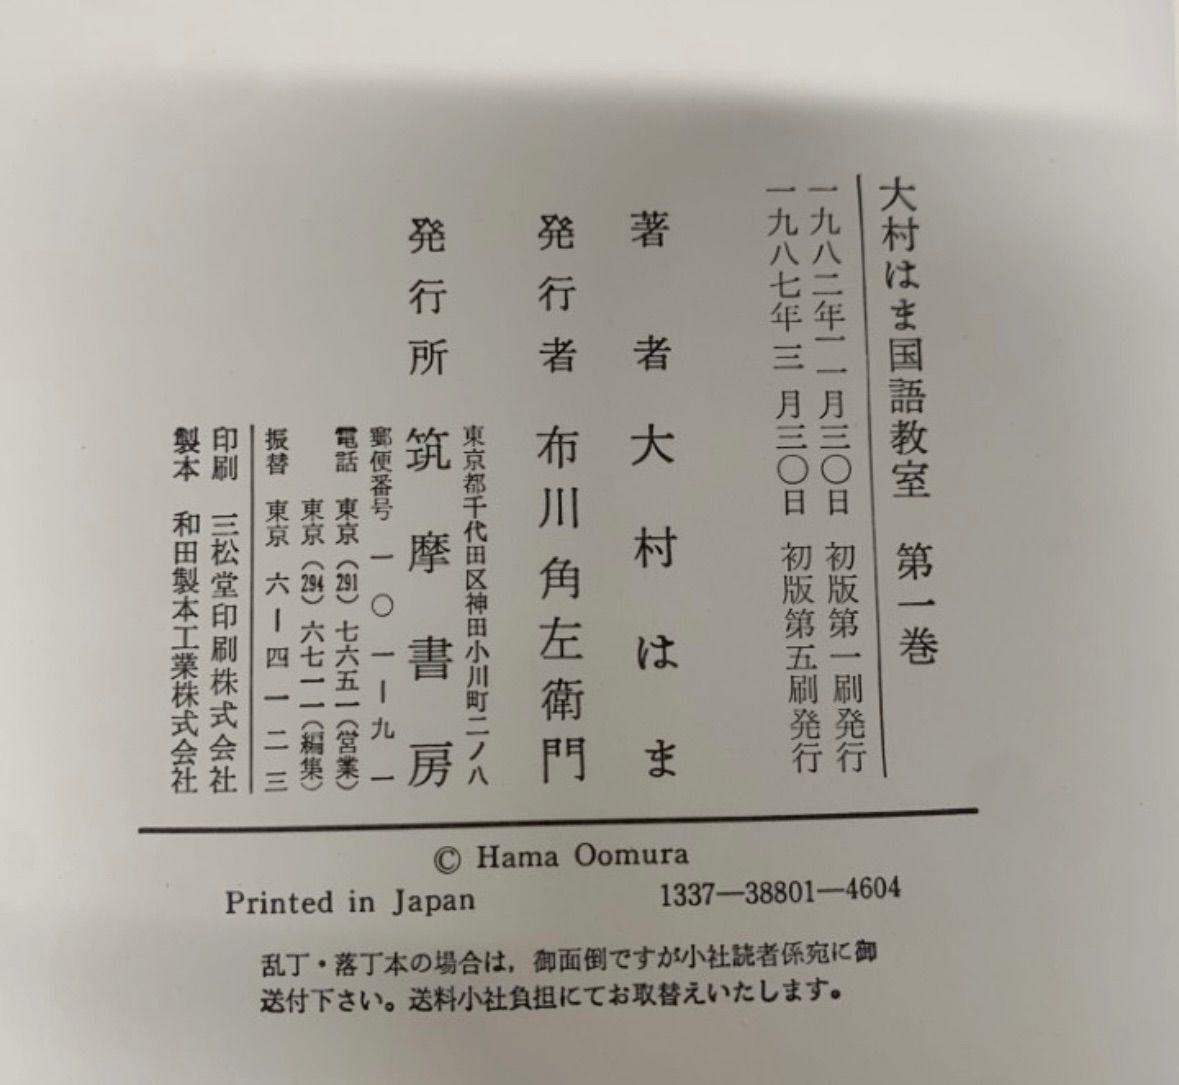 大村はま国語教室 第一巻
一九八二年一一月三〇日 初版第一刷発行
一九八七年三月三〇日 初版第五刷発行
著者 大村はま
発行者 布川角左衛門
発行所 筑摩書房
東京都千代田区神田小川町二ノ八
郵便番号 一〇一―九一
電話 東京(291)七六五一(営業)
東京(294)六七一一(編集)
振替 東京 六―四一二三
印刷 三松堂印刷株式会社
製本 和田製本工業株式会社
© Hama Oomura
Printed in Japan 1337―38801―4604
乱丁・落丁本の場合は，御面倒ですが小社読者係宛に御
送付下さい。送料小社負担にてお取替えいたします。